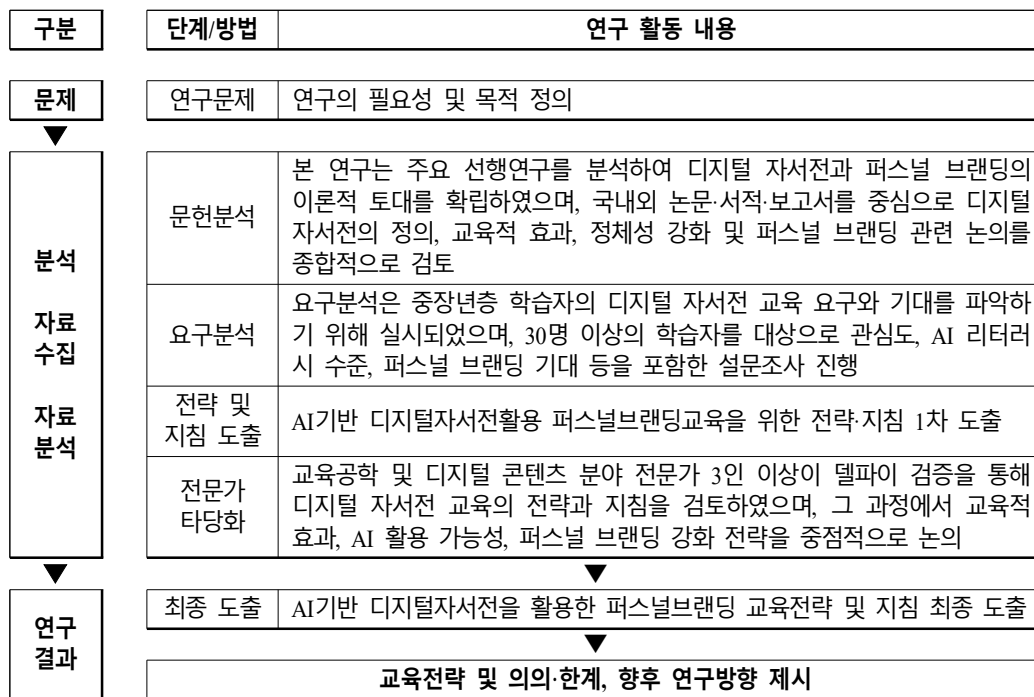 구분 단계/방법 연구 활동 내용
문제 연구문제 연구의 필요성 및 목적 정의
▼
분석
자료
수집
자료
분석
문헌분석
본 연구는 주요 선행연구를 분석하여 디지털 자서전과 퍼스널 브랜딩의
이론적 토대를 확립하였으며, 국내외 논문·서적·보고서를 중심으로 디지털
자서전의 정의, 교육적 효과, 정체성 강화 및 퍼스널 브랜딩 관련 논의를
종합적으로 검토
요구분석
요구분석은 중장년층 학습자의 디지털 자서전 교육 요구와 기대를 파악하
기 위해 실시되었으며, 30명 이상의 학습자를 대상으로 관심도, AI 리터러
시 수준, 퍼스널 브랜딩 기대 등을 포함한 설문조사 진행
전략 및
지침 도출
AI기반 디지털자서전활용 퍼스널브랜딩교육을 위한 전략·지침 1차 도출
전문가
타당화
교육공학 및 디지털 콘텐츠 분야 전문가 3인 이상이 델파이 검증을 통해
디지털 자서전 교육의 전략과 지침을 검토하였으며, 그 과정에서 교육적
효과, AI 활용 가능성, 퍼스널 브랜딩 강화 전략을 중점적으로 논의
▼ ▼
연구
결과
최종 도출 AI기반 디지털자서전을 활용한 퍼스널브랜딩 교육전략 및 지침 최종 도출
▼
교육전략 및 의의·한계, 향후 연구방향 제시